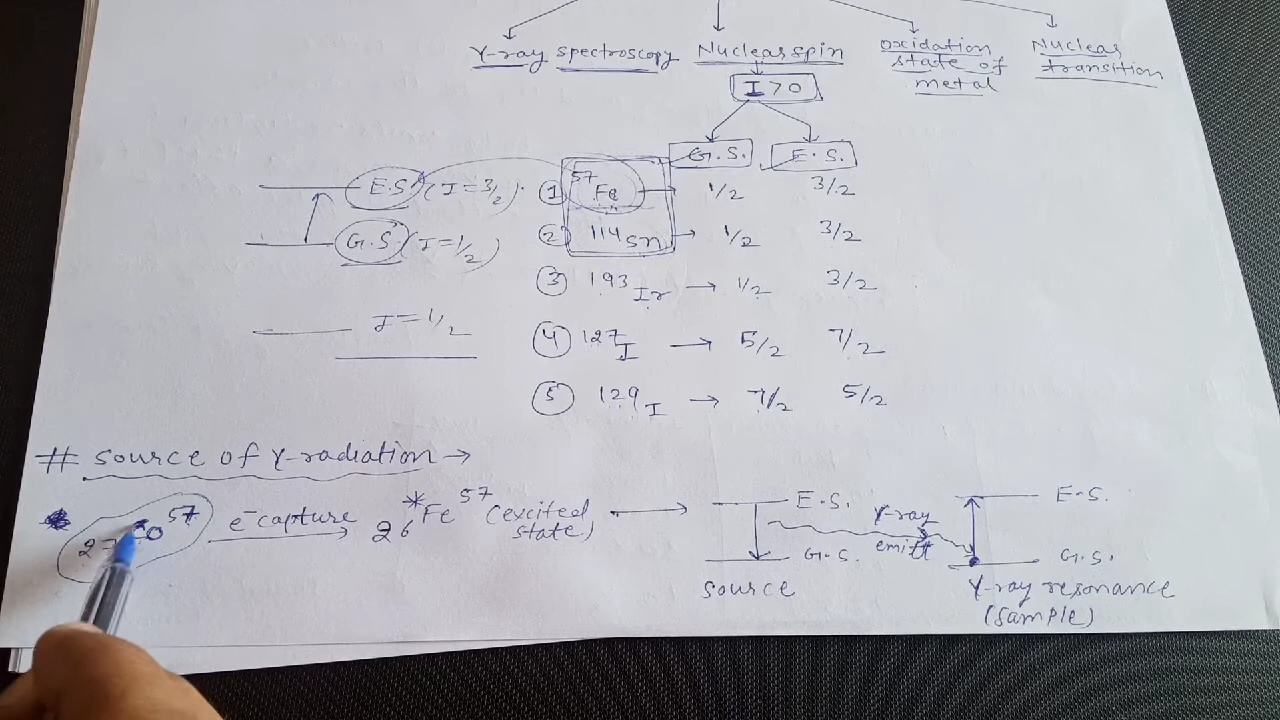 γ-ray spectroscopy
Nuclear spin
oxidation
state of
metal
Nuclear
transition
I > 0
G.S. E.S.
E.S (I = 3/2)
① 57Fe → 1/2 3/2
G.S (I = 1/2)
② 114Sn → 1/2 3/2
③ 193Ir → 1/2 3/2
I = 1/2
④ 127I → 5/2 7/2
⑤ 129I → 7/2 5/2
# source of γ-radiation →
27Co57 e⁻capture 26*Fe57 (excited
state)
E.S.
γ-ray
emitt
G.S.
source
E.S.
G.S.
γ-ray resonance
(sample)